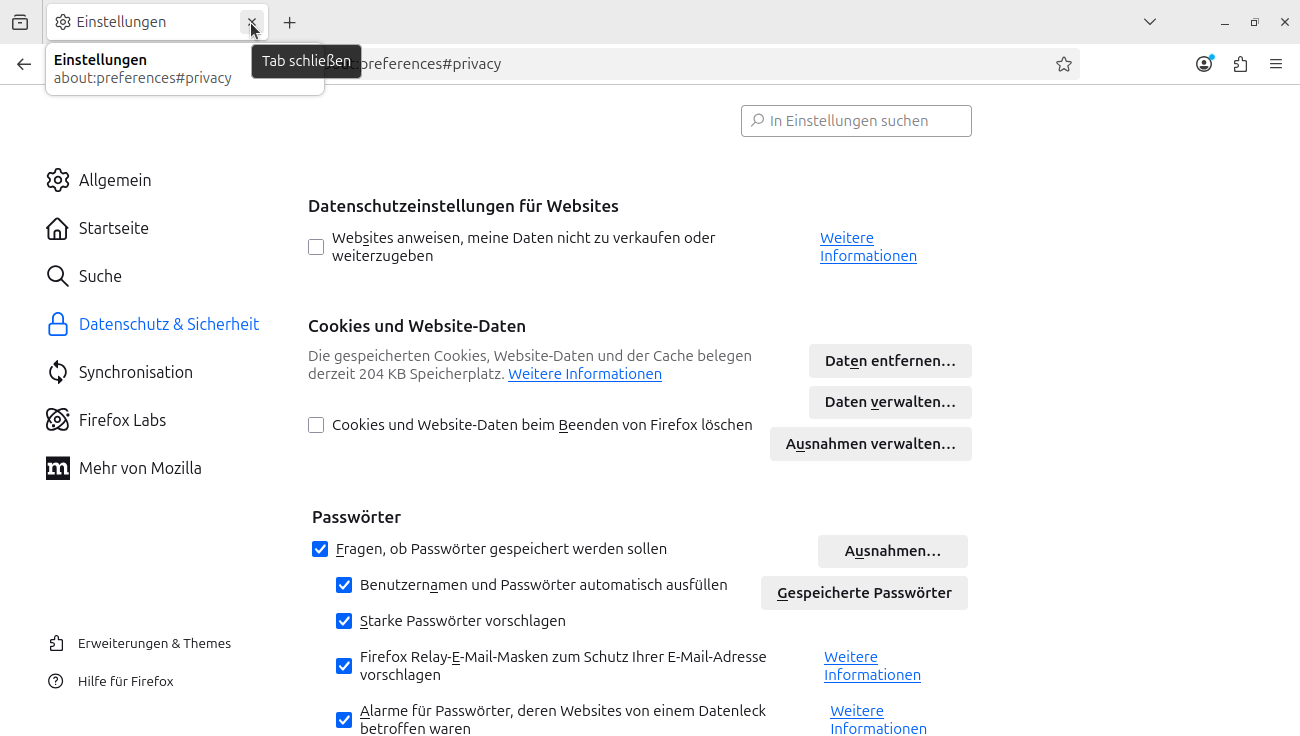 Einstellungen
Einstellungen
about:preferences#privacy
Tab schließen
:preferences#privacy
In Einstellungen suchen
Allgemein
Startseite
Suche
Datenschutz & Sicherheit
Synchronisation
Firefox Labs
Mehr von Mozilla
Erweiterungen & Themes
Hilfe für Firefox
Datenschutzeinstellungen für Websites
Websites anweisen, meine Daten nicht zu verkaufen oder
weiterzugeben
Weitere
Informationen
Cookies und Website-Daten
Die gespeicherten Cookies, Website-Daten und der Cache belegen
derzeit 204 KB Speicherplatz. Weitere Informationen
Daten entfernen…
Daten verwalten…
Cookies und Website-Daten beim Beenden von Firefox löschen
Ausnahmen verwalten…
Passwörter
Fragen, ob Passwörter gespeichert werden sollen
Ausnahmen…
Benutzernamen und Passwörter automatisch ausfüllen
Gespeicherte Passwörter
Starke Passwörter vorschlagen
Firefox Relay-E-Mail-Masken zum Schutz Ihrer E-Mail-Adresse
vorschlagen
Weitere
Informationen
Alarme für Passwörter, deren Websites von einem Datenleck
betroffen waren
Weitere
Informationen